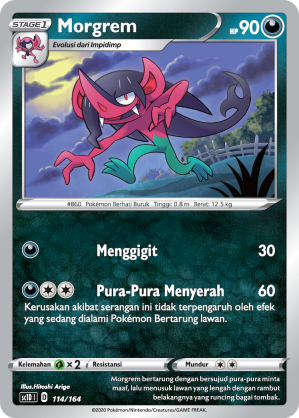 STAGE 1
Morgrem
HP 90
Evolusi dari Impidimp
#860 Pokémon Berhati Buruk Tinggi: 0.8 m Berat: 12.5 kg
Menggigit 30
Pura-Pura Menyerah 60
Kerusakan akibat serangan ini tidak terpengaruh oleh efek
yang sedang dialami Pokémon Bertarung lawan.
Kelemahan ×2 Resistansi Mundur
Illus.Hitoshi Ariga
sc1D I D 114/164
Morgrem bertarung dengan bersujud pura-pura minta
maaf, lalu menusuk lawan yang lengah dengan rambut
belakangnya yang runcing bagai tombak.
©2020 Pokémon/Nintendo/Creatures/GAME FREAK.